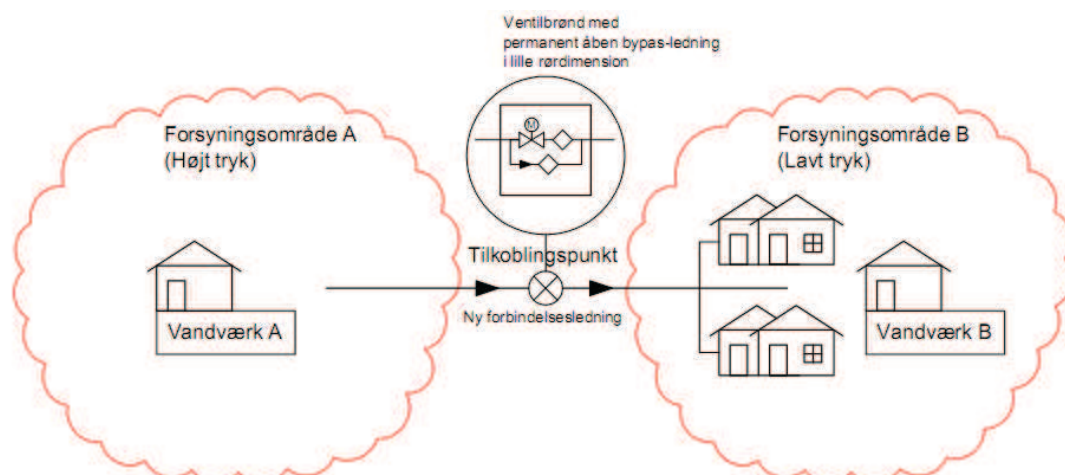 Ventilbrønd med
permanent åben bypas-ledning
i lille rørdimension
Forsyningsområde A
(Højt tryk)
M
Forsyningsområde B
(Lavt tryk)
Tilkoblingspunkt
Ny forbindelsesledning
Vandværk A
Vandværk B